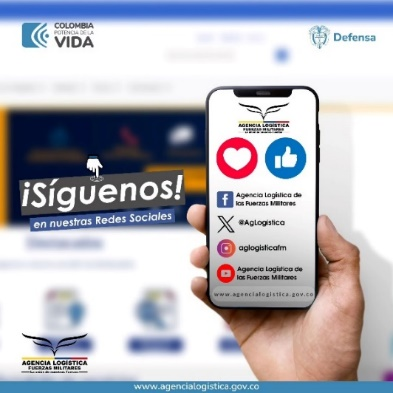 COLOMBIA
POTENCIA DE LA
VIDA
Defensa
AGENCIA LOGÍSTICA
FUERZAS MILITARES
¡Síguenos!
en nuestras Redes Sociales
Agencia Logística de
las Fuerzas Militares
@AgLogistica
aglogisticafm
Agencia Logística de
las Fuerzas Militares
www.agencialogistica.gov.co
AGENCIA LOGÍSTICA
FUERZAS MILITARES
www.agencialogistica.gov.co